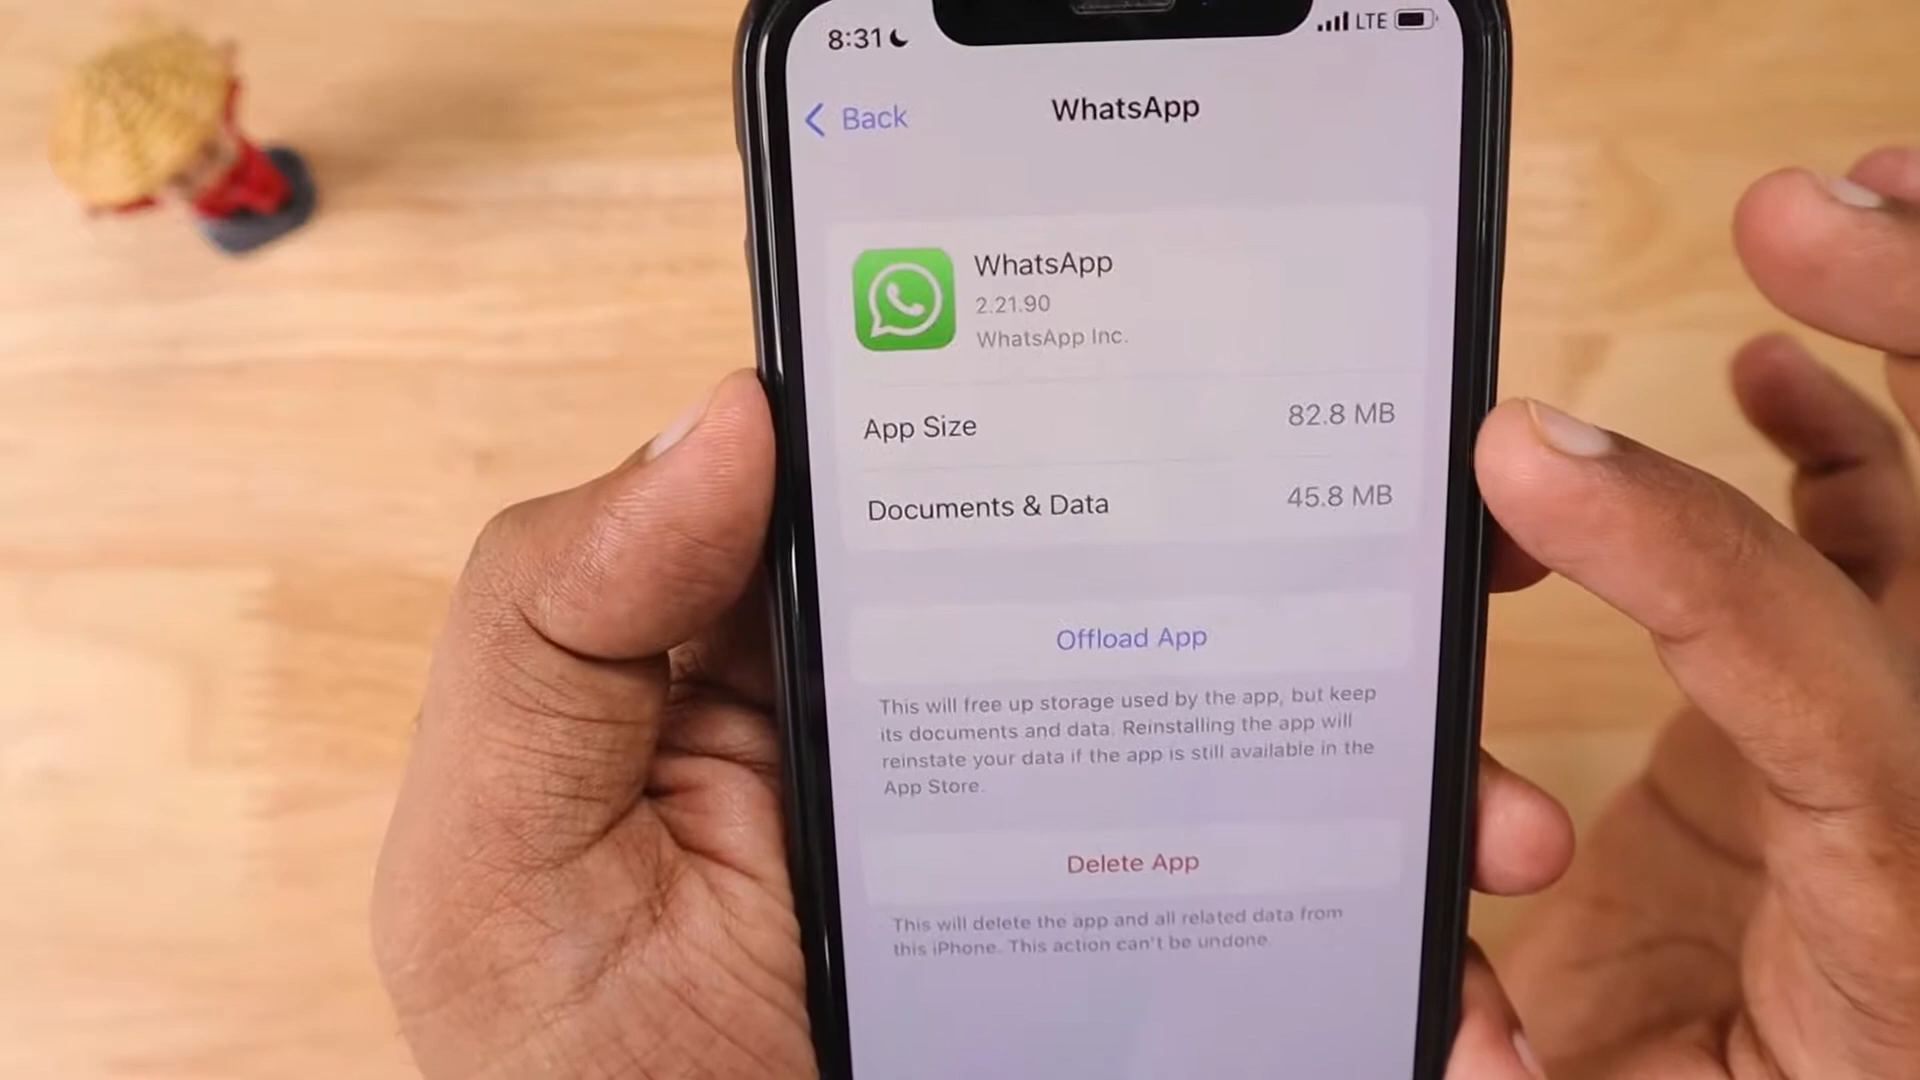 8:31
LTE
Back
WhatsApp
WhatsApp
2.21.90
WhatsApp Inc.
App Size
82.8 MB
Documents & Data
45.8 MB
Offload App
This will free up storage used by the app, but keep
its documents and data. Reinstalling the app will
reinstate your data if the app is still available in the
App Store.
Delete App
This will delete the app and all related data from
this iPhone. This action can't be undone.